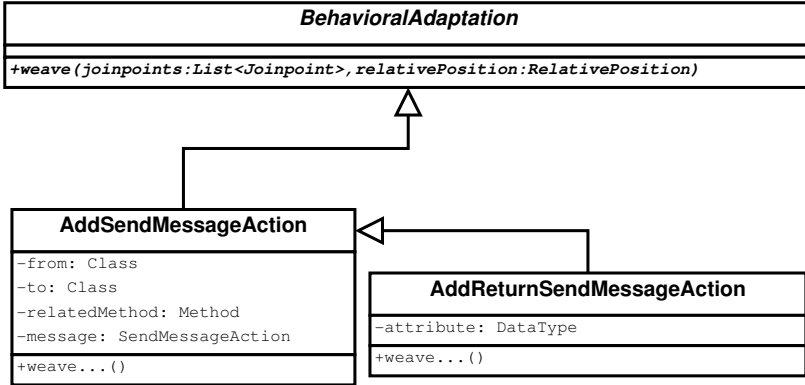 BehavioralAdaptation
+weave(joinpoints:List<Joinpoint>,relativePosition:RelativePosition)
AddSendMessageAction
-from: Class
-to: Class
-relatedMethod: Method
-message: SendMessageAction
+weave...()
AddReturnSendMessageAction
-attribute: DataType
+weave...()